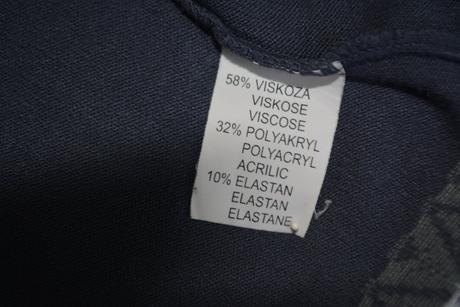 58% VISKOZA
VISKOSE
VISCOSE
32% POLYAKRYL
POLYACRYL
ACRILIC
10% ELASTAN
ELASTAN
ELASTANE